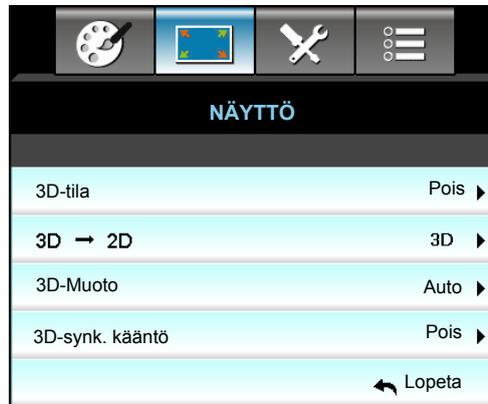 NÄYTTÖ
3D-tila Pois
3D → 2D 3D
3D-Muoto Auto
3D-synk. kääntö Pois
Lopeta